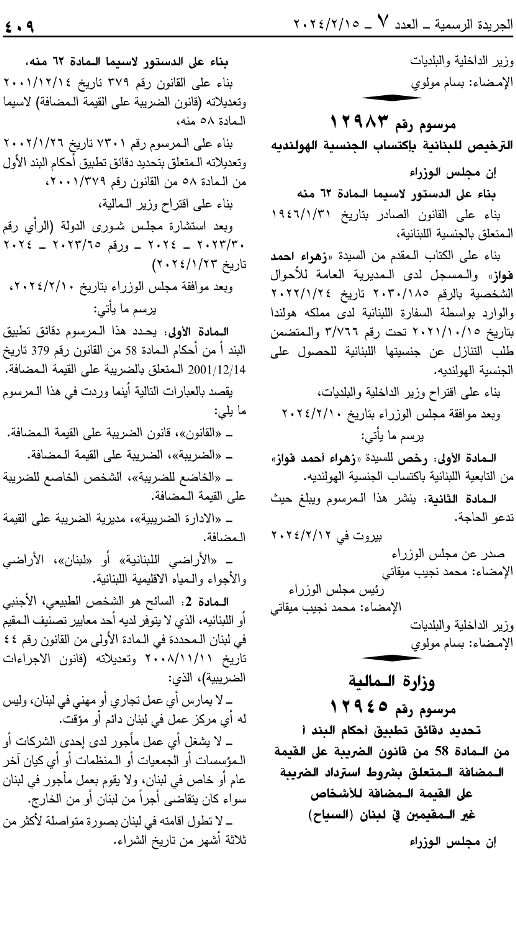 الجريدة الرسمية – العدد ٧ – ٢٠٢٤/٢/١٥
٤٠٩
وزير الداخلية والبلديات
الإمضاء: بسام مولوي
مرسوم رقم ١٢٩٨٣
الترخيص للبنانية بإكتساب الجنسية الهولنديه
إن مجلس الوزراء
بناء على الدستور لاسيما المادة ٦٢ منه
بناء على القانون الصادر بتاريخ ١٩٤٦/١/٣١
المتعلق بالجنسية اللبنانية،
بناء على الكتاب المقدم من السيدة «زهراء احمد
فواز» والمسجل لدى المديرية العامة للأحوال
الشخصية بالرقم ٢٠٣٠/١٨٥ تاريخ ٢٠٢٢/١/٢٤
والوارد بواسطة السفارة اللبنانية لدى مملكه هولندا
بتاريخ ٢٠٢١/١٠/١٥ تحت رقم ٣/٧٦٦ والمتضمن
طلب التنازل عن جنسيتها اللبنانية للحصول على
الجنسية الهولنديه.
بناء على اقتراح وزير الداخلية والبلديات،
وبعد موافقة مجلس الوزراء بتاريخ ٢٠٢٤/٢/١٠
يرسم ما يأتي:
المادة الأولى: رخص للسيدة «زهراء أحمد فواز»
من التابعية اللبنانية باكتساب الجنسية الهولنديه.
المادة الثانية: ينشر هذا المرسوم ويبلغ حيث
تدعو الحاجة.
بيروت في ٢٠٢٤/٢/١٢
صدر عن مجلس الوزراء
الإمضاء: محمد نجيب ميقاتي
رئيس مجلس الوزراء
الإمضاء: محمد نجيب ميقاتي
وزير الداخلية والبلديات
الإمضاء: بسام مولوي
وزارة المالية
مرسوم رقم ١٢٩٤٥
تحديد دقائق تطبيق أحكام البند أ
من المادة 58 من قانون الضريبة على القيمة
المضافة المتعلق بشروط استرداد الضريبة
على القيمة المضافة للأشخاص
غير المقيمين في لبنان (السياح)
إن مجلس الوزراء
بناء على الدستور لاسيما المادة ٦٢ منه،
بناء على القانون رقم ٣٧٩ تاريخ ٢٠٠١/١٢/١٤
وتعديلاته (قانون الضريبة على القيمة المضافة) لاسيما
المادة ٥٨ منه،
بناء على المرسوم رقم ٧٣٠١ تاريخ ٢٠٠٢/١/٢٦
وتعديلاته المتعلق بتحديد دقائق تطبيق أحكام البند الأول
من المادة ٥٨ من القانون رقم ٢٠٠١/٣٧٩،
بناء على اقتراح وزير المالية،
وبعد استشارة مجلس شورى الدولة (الرأي رقم
٢٠٢٣/٣٠ – ٢٠٢٤ – ورقم ٢٠٢٣/٦٥ – ٢٠٢٤
تاريخ ٢٠٢٤/١/٢٣)
وبعد موافقة مجلس الوزراء بتاريخ ٢٠٢٤/٢/١٠،
يرسم ما يأتي:
المادة الأولى: يحدد هذا المرسوم دقائق تطبيق
البند أ من أحكام المادة 58 من القانون رقم 379 تاريخ
2001/12/14 المتعلق بالضريبة على القيمة المضافة.
يقصد بالعبارات التالية أينما وردت في هذا المرسوم
ما يلي:
– «القانون»، قانون الضريبة على القيمة المضافة.
– «الضريبة»، الضريبة على القيمة المضافة.
– «الخاضع للضريبة»، الشخص الخاصع للضريبة
على القيمة المضافة.
– «الادارة الضريبية»، مديرية الضريبة على القيمة
المضافة.
– «الأراضي اللبنانية» أو «لبنان»، الأراضي
والأجواء والمياه الاقليمية اللبنانية.
المادة 2: السائح هو الشخص الطبيعي، الأجنبي
أو اللبنانيه، الذي لا يتوفر لديه أحد معايير تصنيف المقيم
في لبنان المحددة في المادة الأولى من القانون رقم ٤٤
تاريخ ٢٠٠٨/١١/١١ وتعديلاته (قانون الاجراءات
الضريبية)، الذي:
– لا يمارس أي عمل تجاري أو مهني في لبنان، وليس
له أي مركز عمل في لبنان دائم أو مؤقت.
– لا يشغل أي عمل مأجور لدى إحدى الشركات أو
المؤسسات أو الجمعيات أو المنظمات أو أي كيان آخر
عام أو خاص في لبنان، ولا يقوم بعمل مأجور في لبنان
سواء كان يتقاضى أجراً من لبنان أو من الخارج.
– لا تطول اقامته في لبنان بصورة متواصلة لأكثر من
ثلاثة أشهر من تاريخ الشراء.